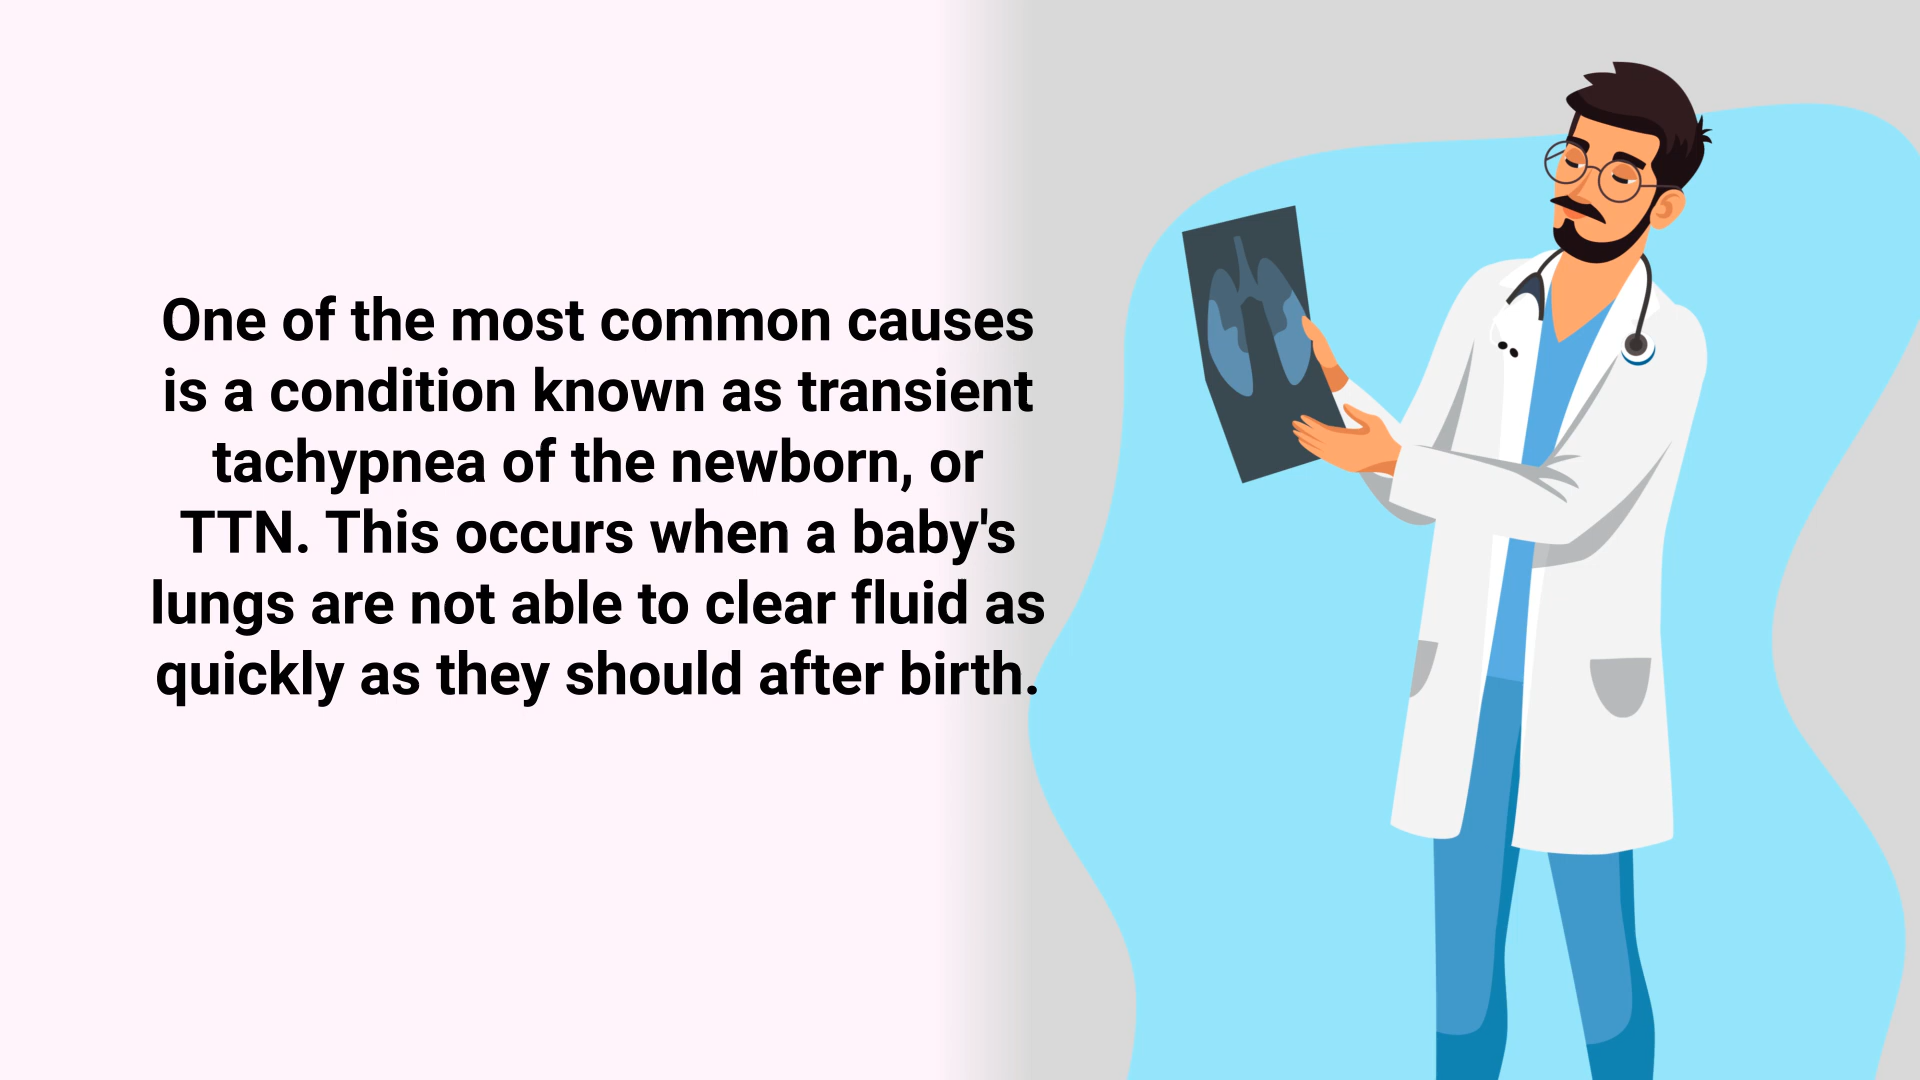 One of the most common causes
is a condition known as transient
tachypnea of the newborn, or
TTN. This occurs when a baby's
lungs are not able to clear fluid as
quickly as they should after birth.